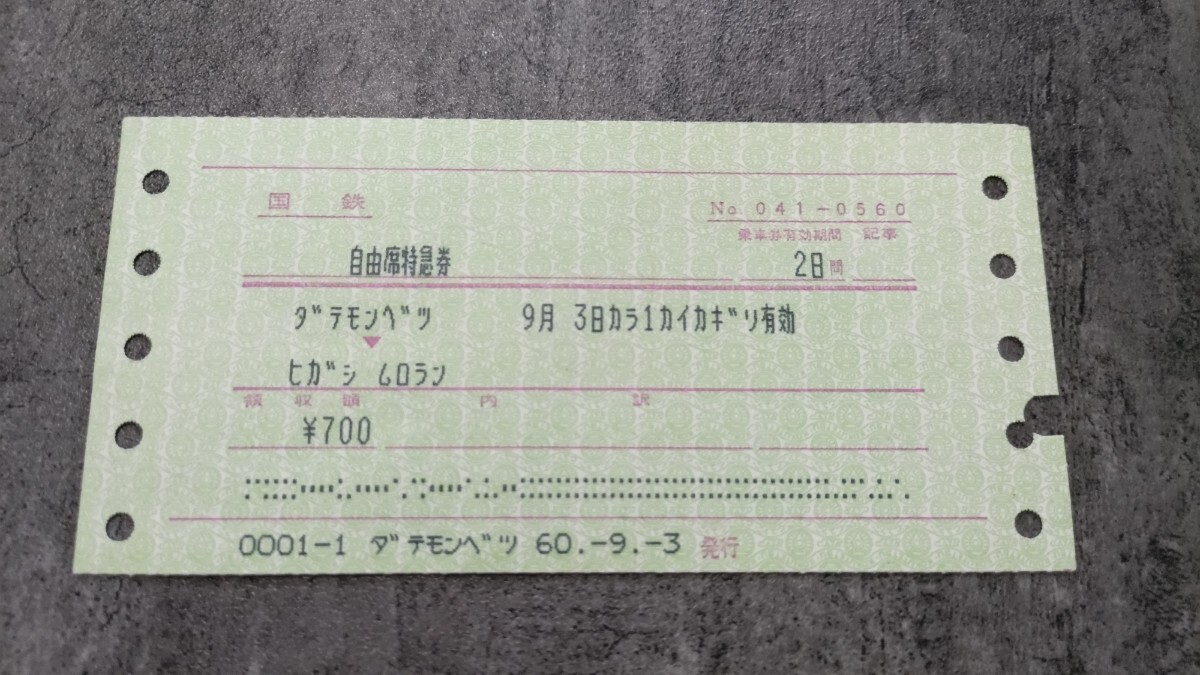 国鉄
No 041-0560
乗車券有効期間 記事
自由席特急券 2日間
ダテモンベツ 9月 3日カラ1カイカギリ有効
▼
ヒガシ ムロラン
領収額 内訳
¥700
0001-1 ダテモンベツ 60.-9.-3 発行